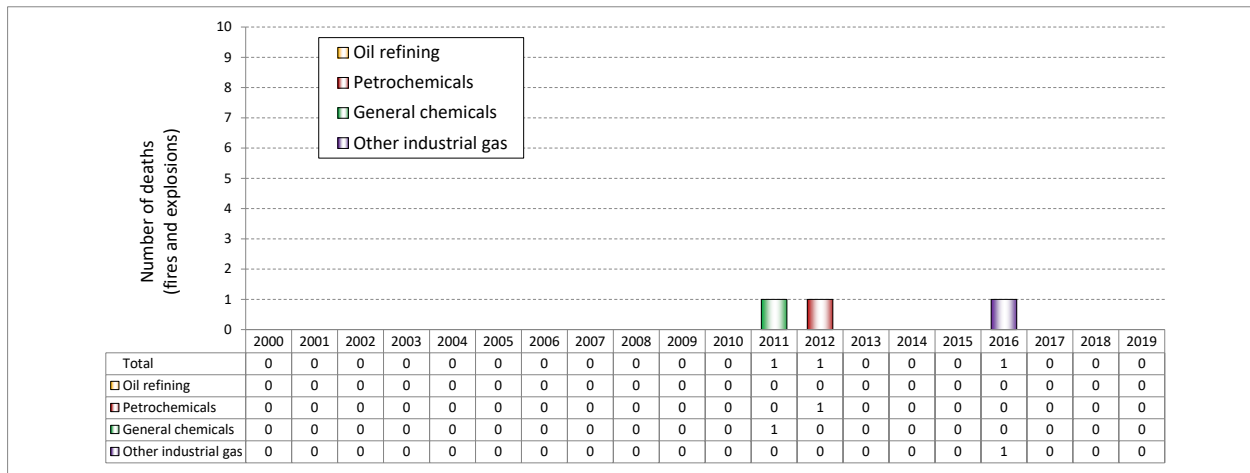 10
9
8
7
6
5
4
3
2
1
0
Number of deaths
(fires and explosions)
Oil refining
Petrochemicals
General chemicals
Other industrial gas
2000 2001 2002 2003 2004 2005 2006 2007 2008 2009 2010 2011 2012 2013 2014 2015 2016 2017 2018 2019
Total 0 0 0 0 0 0 0 0 0 0 0 1 1 0 0 0 1 0 0 0
Oil refining 0 0 0 0 0 0 0 0 0 0 0 0 0 0 0 0 0 0 0 0
Petrochemicals 0 0 0 0 0 0 0 0 0 0 0 0 1 0 0 0 0 0 0 0
General chemicals 0 0 0 0 0 0 0 0 0 0 0 1 0 0 0 0 0 0 0 0
Other industrial gas 0 0 0 0 0 0 0 0 0 0 0 0 0 0 0 0 1 0 0 0